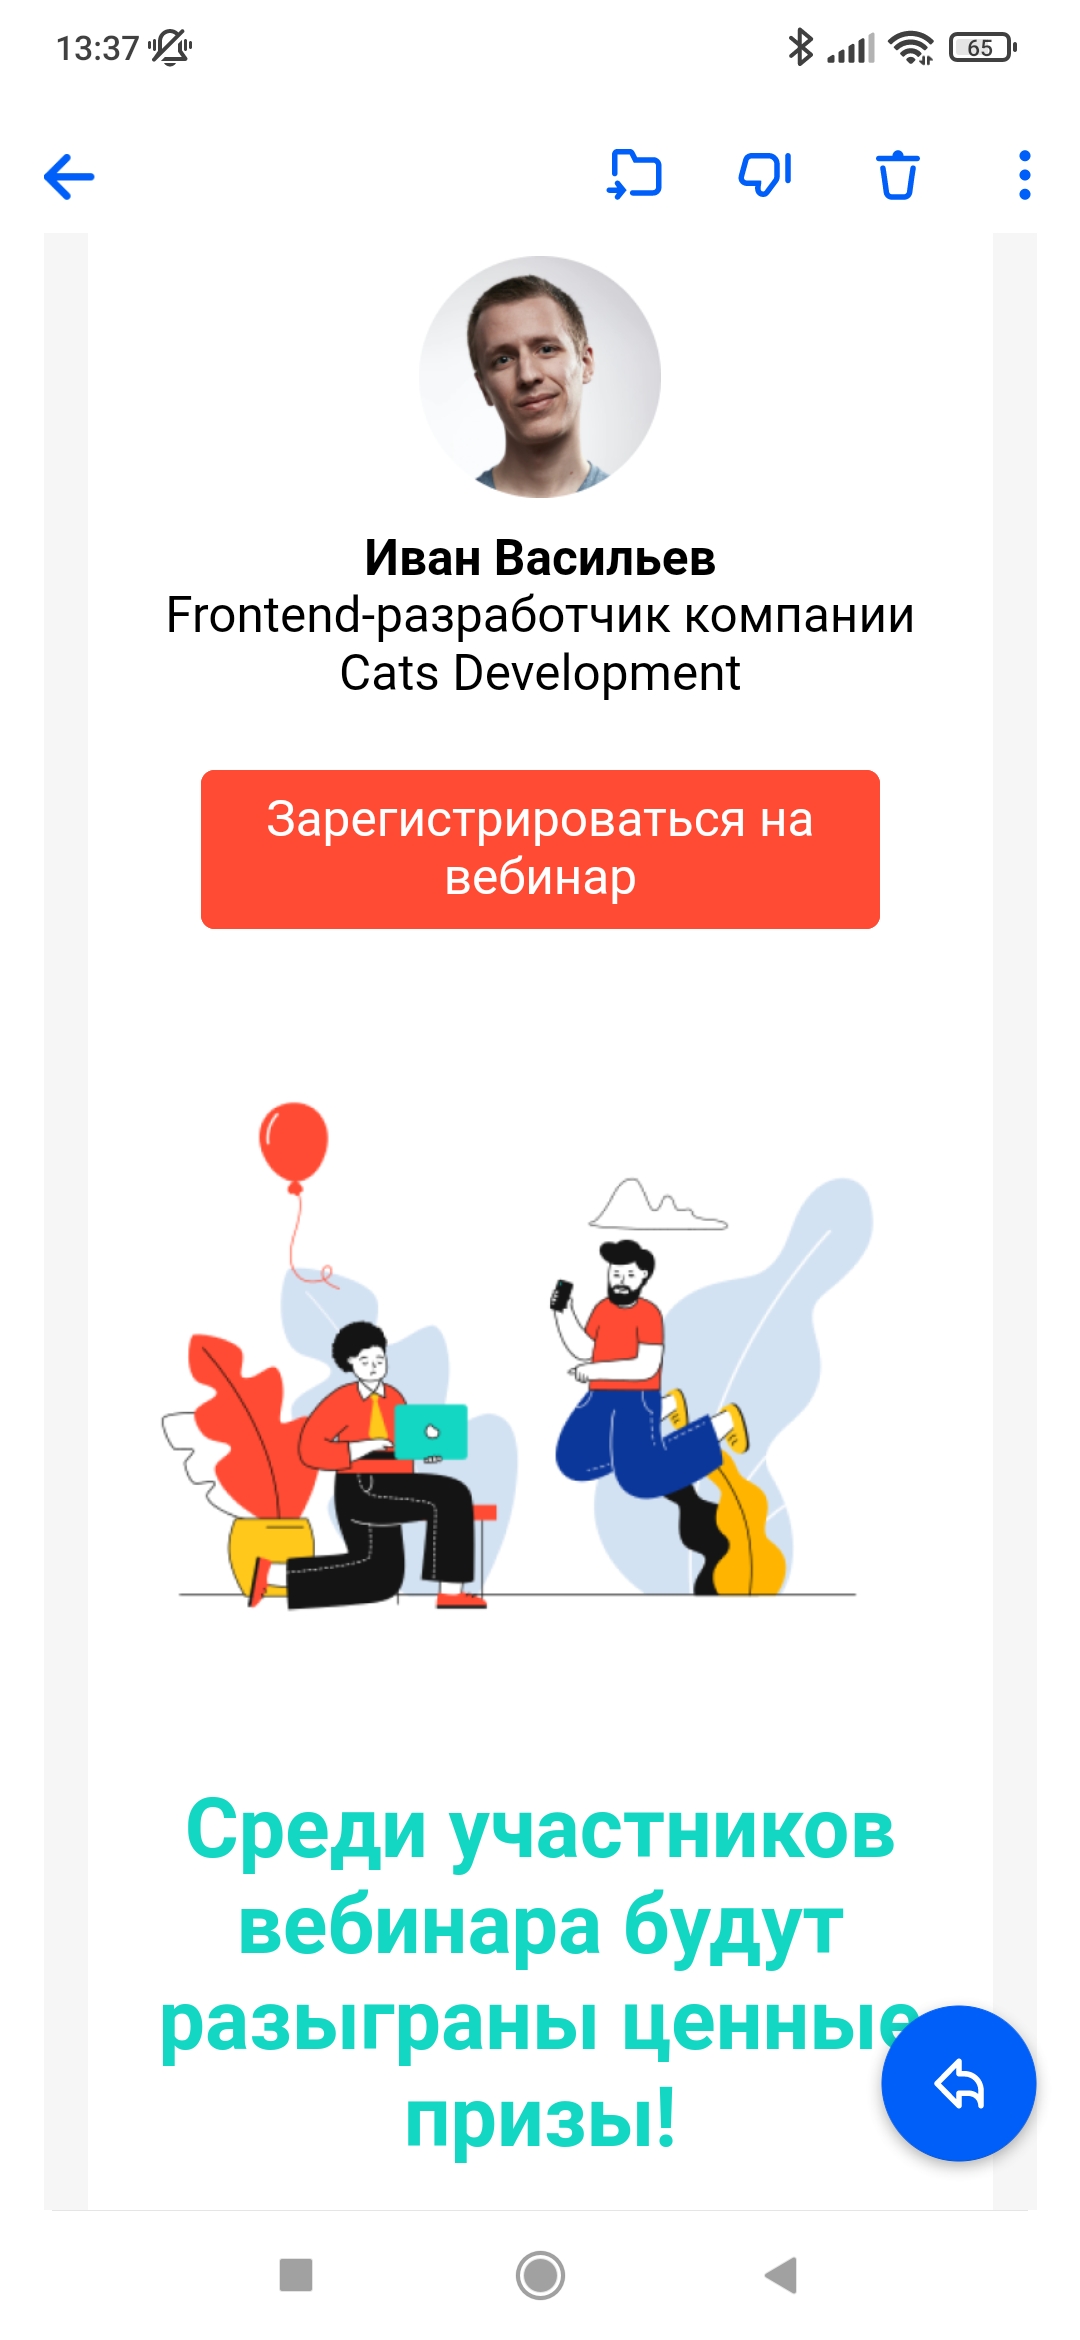 13:37
65
Иван Васильев
Frontend-разработчик компании
Cats Development
Зарегистрироваться на
вебинар
Среди участников
вебинара будут
разыграны ценные
призы!